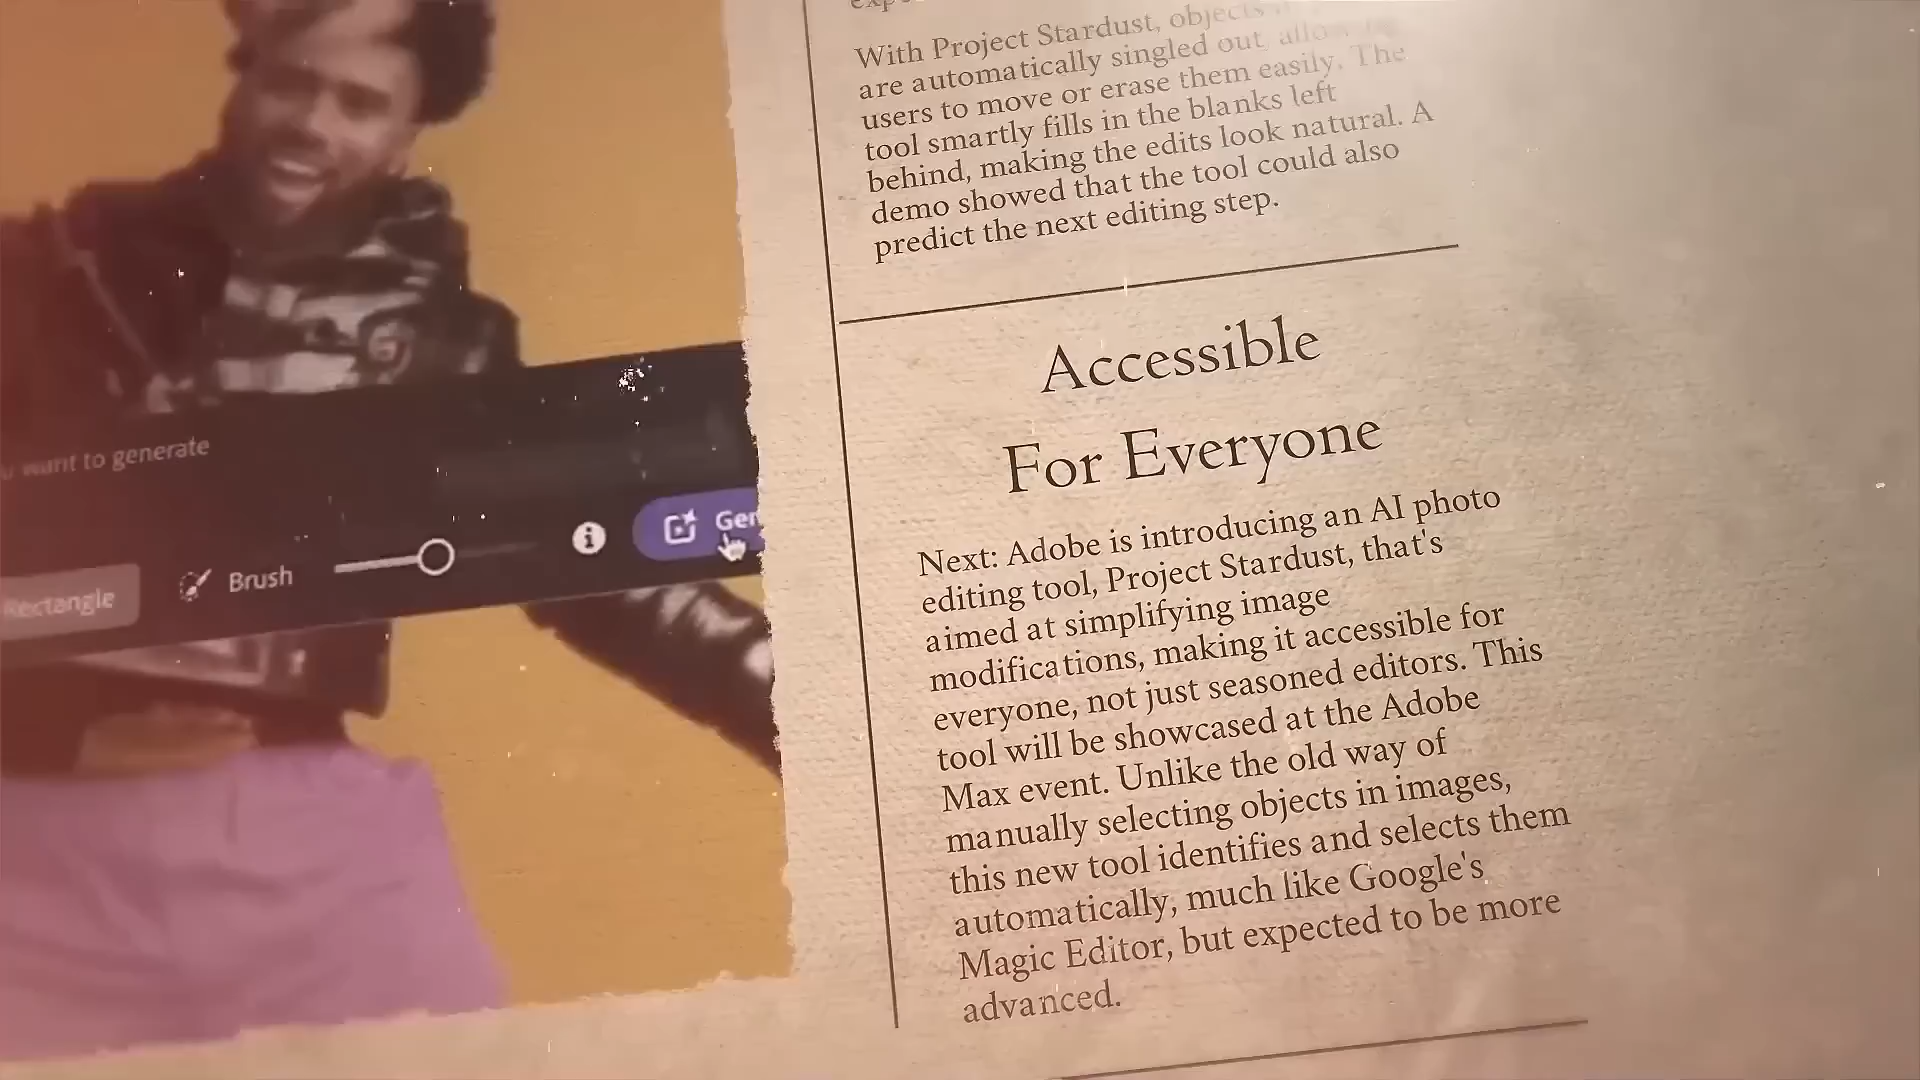 want to generate
Rectangle
Brush
Gen
With Project Stardust, objects
are automatically singled out, allowing
users to move or erase them easily. The
tool smartly fills in the blanks left
behind, making the edits look natural. A
demo showed that the tool could also
predict the next editing step.
Accessible
For Everyone
Next: Adobe is introducing an AI photo
editing tool, Project Stardust, that's
aimed at simplifying image
modifications, making it accessible for
everyone, not just seasoned editors. This
tool will be showcased at the Adobe
Max event. Unlike the old way of
manually selecting objects in images,
this new tool identifies and selects them
automatically, much like Google's
Magic Editor, but expected to be more
advanced.